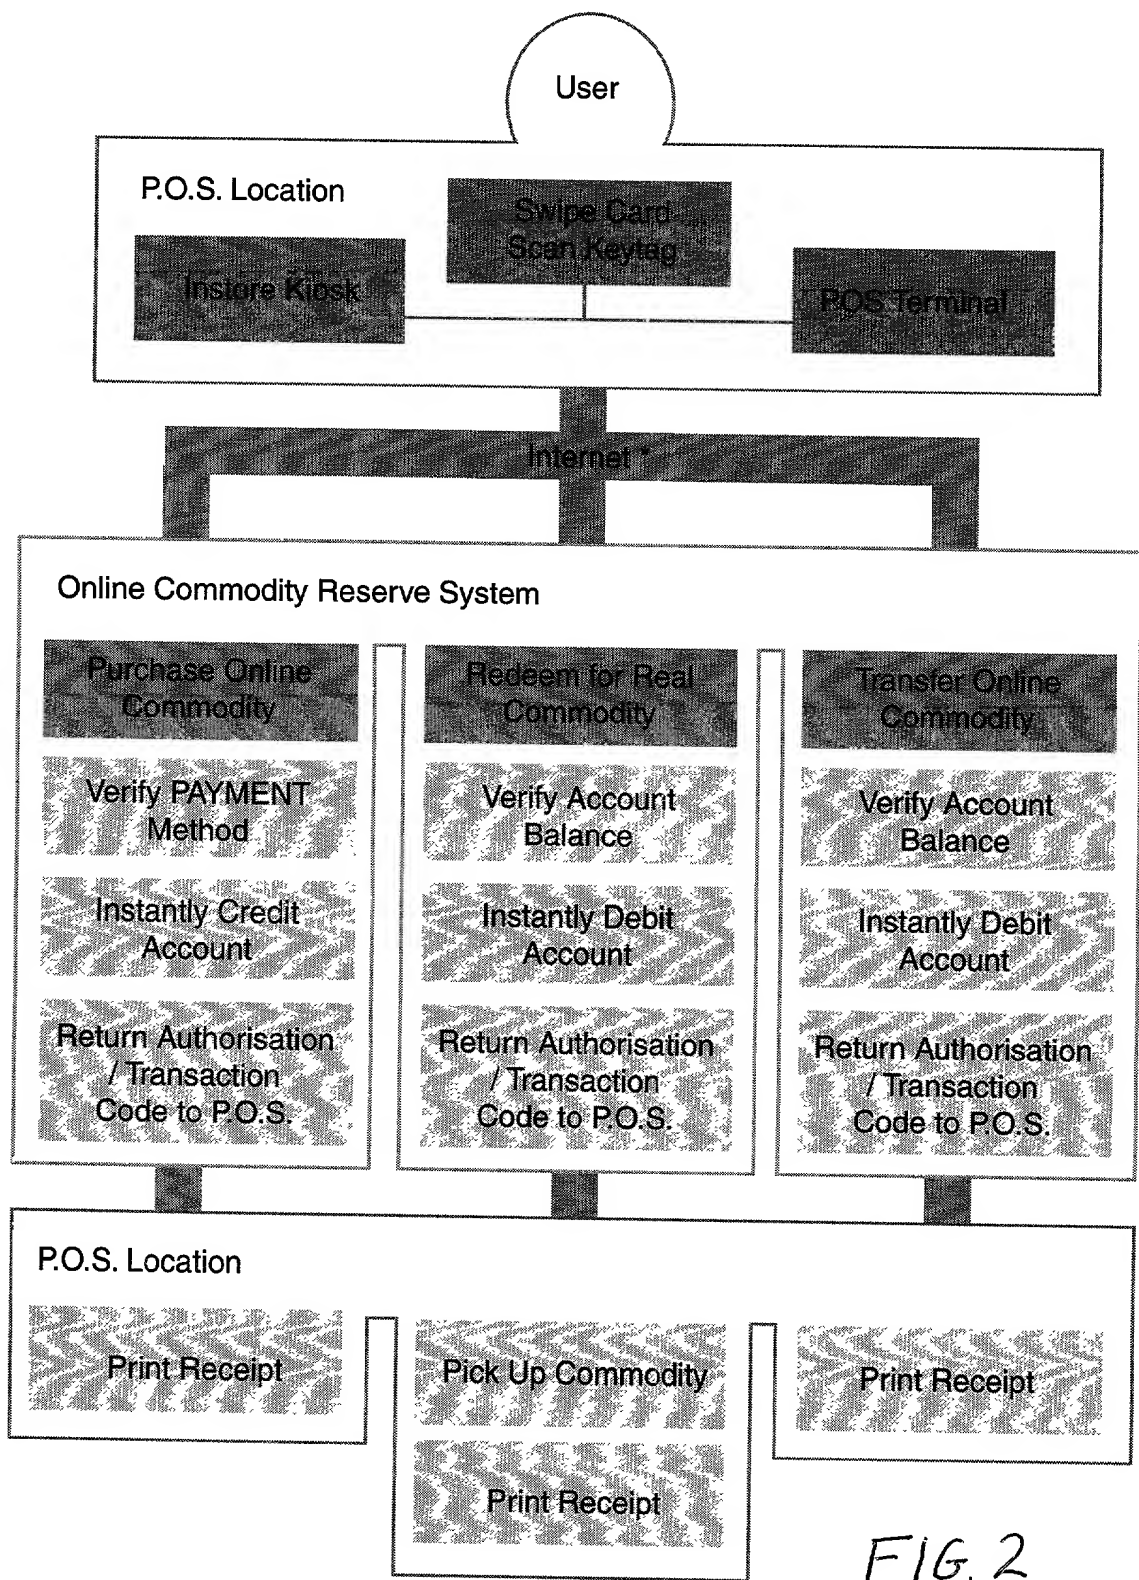 User
P.O.S. Location
Swipe Card
Scan Keytag
Instore Kiosk
POS Terminal
Internet *
Online Commodity Reserve System
Purchase Online
Commodity
Verify PAYMENT
Method
Instantly Credit
Account
Return Authorisation
/ Transaction
Code to P.O.S.
Redeem for Real
Commodity
Verify Account
Balance
Instantly Debit
Account
Return Authorisation
/ Transaction
Code to P.O.S.
Transfer Online
Commodity
Verify Account
Balance
Instantly Debit
Account
Return Authorisation
/ Transaction
Code to P.O.S.
P.O.S. Location
Print Receipt
Pick Up Commodity
Print Receipt
Print Receipt
FIG. 2